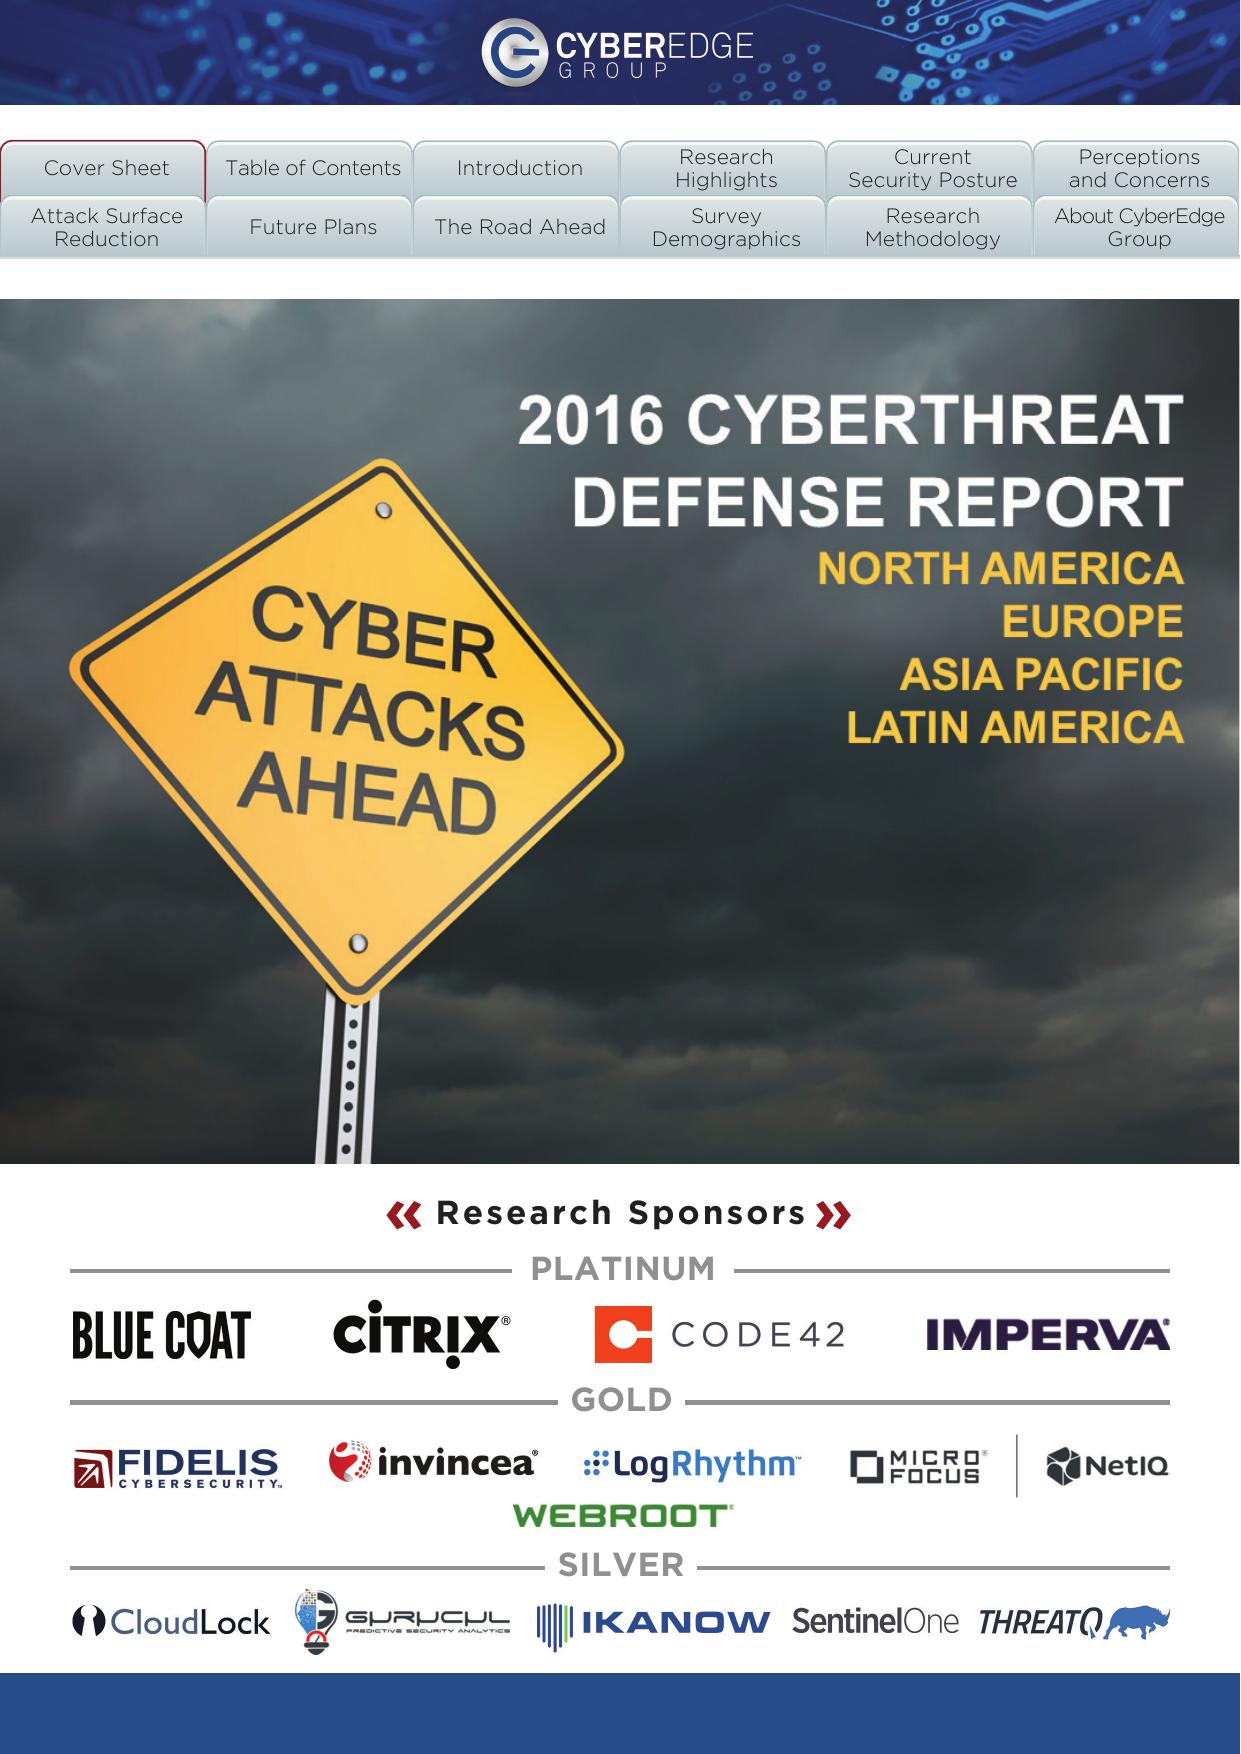 CYBEREDGE
GROUP
Cover Sheet
Table of Contents
Introduction
Research
Highlights
Current
Security Posture
Perceptions
and Concerns
Attack Surface
Reduction
Future Plans
The Road Ahead
Survey
Demographics
Research
Methodology
About CyberEdge
Group
2016 CYBERTHREAT
DEFENSE REPORT
NORTH AMERICA
EUROPE
ASIA PACIFIC
LATIN AMERICA
CYBER
ATTACKS
AHEAD
« Research Sponsors »
PLATINUM
BLUE COAT
CiTRIX®
CODE42
IMPERVA®
GOLD
FIDELIS
CYBERSECURITY™
invincea®
LogRhythm™
MICRO
FOCUS®
NetIQ
WEBROOT®
SILVER
CloudLock
GURUCUL
PREDICTIVE SECURITY ANALYTICS
IKANOW
SentinelOne
THREATQ